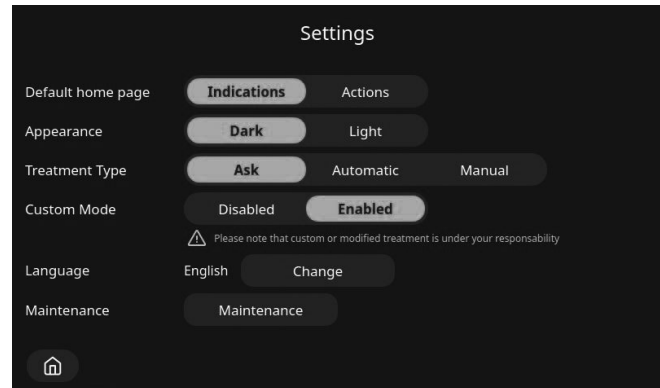 Settings
Default home page Indications Actions
Appearance Dark Light
Treatment Type Ask Automatic Manual
Custom Mode Disabled Enabled
Please note that custom or modified treatment is under your responsability
Language English Change
Maintenance Maintenance